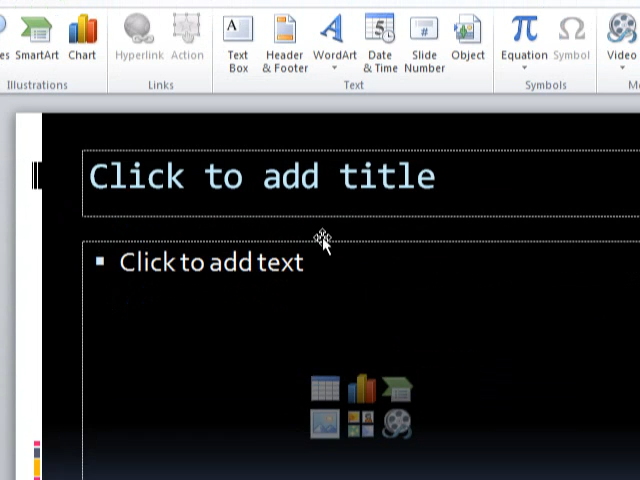 es SmartArt Chart Hyperlink Action Text Box Header & Footer WordArt Date & Time Slide Number Object Equation Symbol Video
Illustrations Links Text Symbols Me
Click to add title
Click to add text